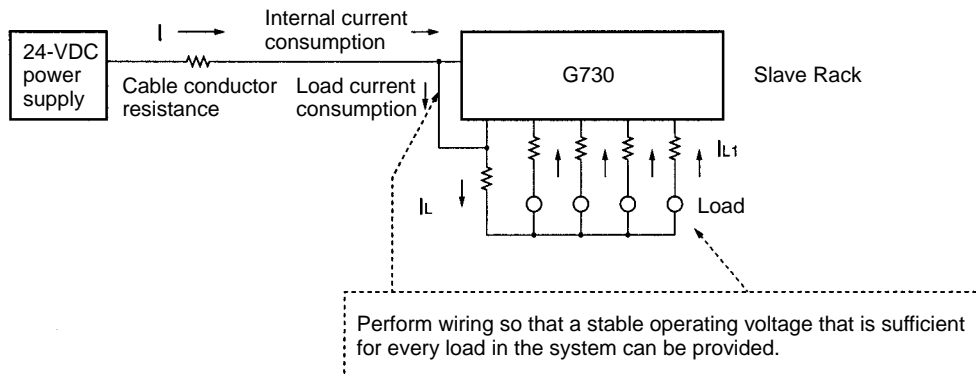 I
Internal current
consumption
24-VDC
power
supply
Cable conductor
resistance
Load current
consumption
G730
Slave Rack
IL1
IL
Load
Perform wiring so that a stable operating voltage that is sufficient
for every load in the system can be provided.